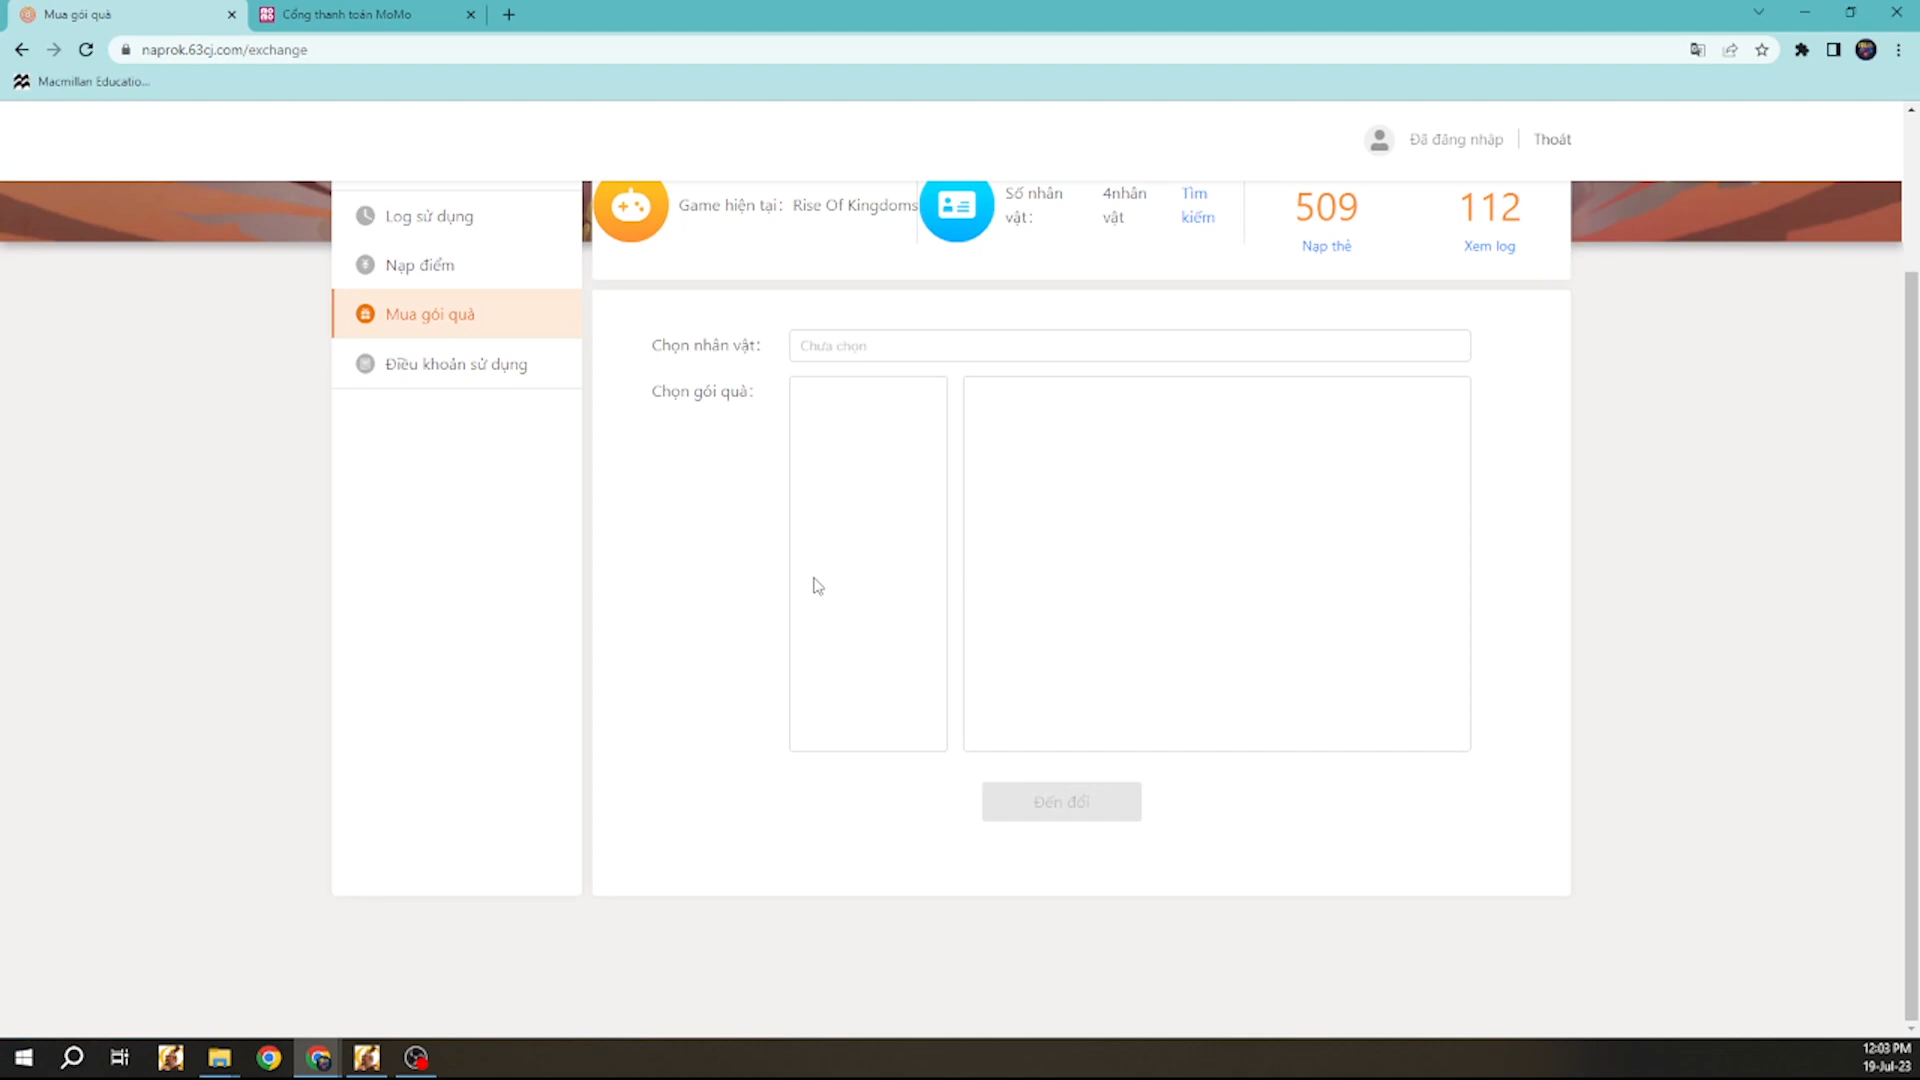 Mua gói quà
Cổng thanh toán MoMo
naprok.63cj.com/exchange
Macmillan Educatio...
Đã đăng nhập
Thoát
Log sử dụng
Nạp điểm
Mua gói quà
Điều khoản sử dụng
Game hiện tại: Rise Of Kingdoms
Số nhân vật:
4nhân vật
Tìm kiếm
509
Nạp thẻ
112
Xem log
Chọn nhân vật:
Chưa chọn
Chọn gói quà:
Đến đổi
12:03 PM
19-Jul-23